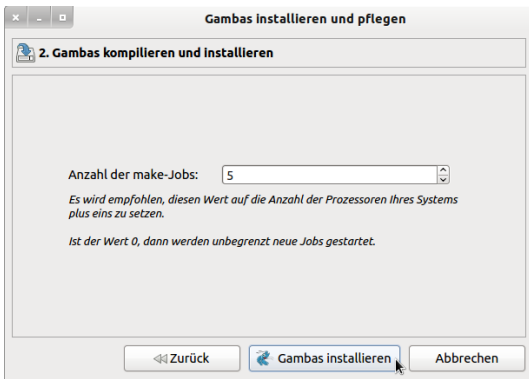 Gambas installieren und pflegen
2. Gambas kompilieren und installieren
Anzahl der make-Jobs: 5
Es wird empfohlen, diesen Wert auf die Anzahl der Prozessoren Ihres Systems
plus eins zu setzen.
Ist der Wert 0, dann werden unbegrenzt neue Jobs gestartet.
Zurück Gambas installieren Abbrechen